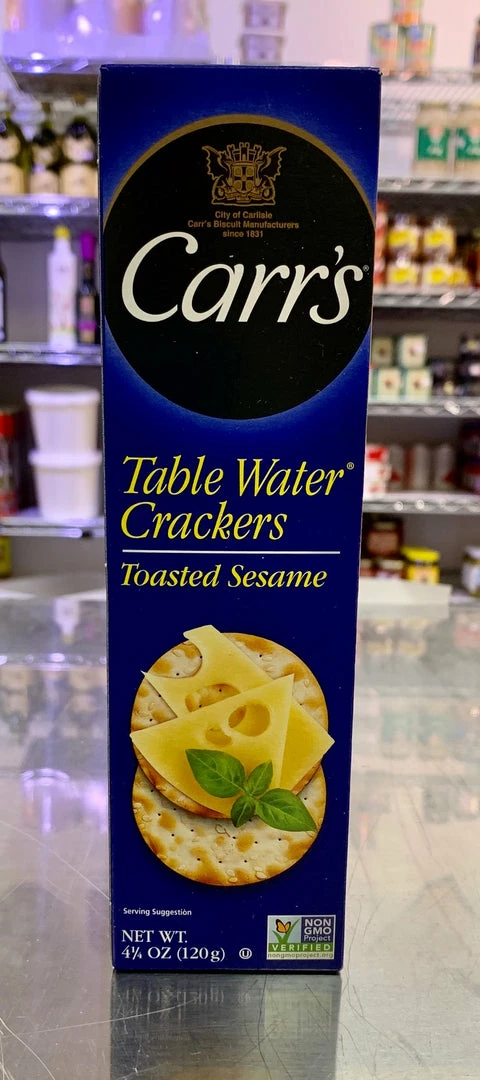 City of Carlisle
Carr's Biscuit Manufacturers
since 1831
Carr's®
Table Water®
Crackers
Toasted Sesame
Serving Suggestion
NET WT.
4¼ OZ (120g) Ⓤ
NON
GMO
Project
VERIFIED
nongmoproject.org